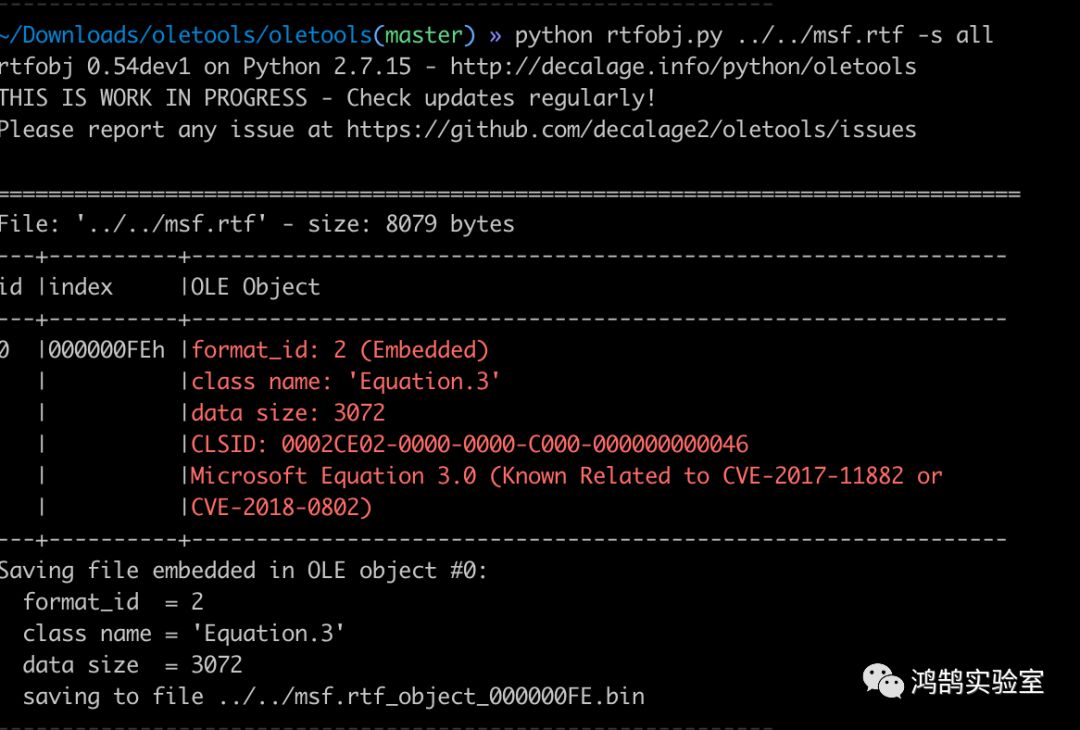 --------------------------------------------------------------
~/Downloads/oletools/oletools(master) » python rtfobj.py ../../msf.rtf -s all
rtfobj 0.54dev1 on Python 2.7.15 - http://decalage.info/python/oletools
THIS IS WORK IN PROGRESS - Check updates regularly!
Please report any issue at https://github.com/decalage2/oletools/issues
===============================================================================
File: '../../msf.rtf' - size: 8079 bytes
---+----------+---------------------------------------------------------------
id |index     |OLE Object
---+----------+---------------------------------------------------------------
0  |000000FEh |format_id: 2 (Embedded)
   |          |class name: 'Equation.3'
   |          |data size: 3072
   |          |CLSID: 0002CE02-0000-0000-C000-000000000046
   |          |Microsoft Equation 3.0 (Known Related to CVE-2017-11882 or
   |          |CVE-2018-0802)
---+----------+---------------------------------------------------------------
Saving file embedded in OLE object #0:
  format_id  = 2
  class name = 'Equation.3'
  data size  = 3072
  saving to file ../../msf.rtf_object_000000FE.bin
--------------------------------------------------------------
鸿鹄实验室